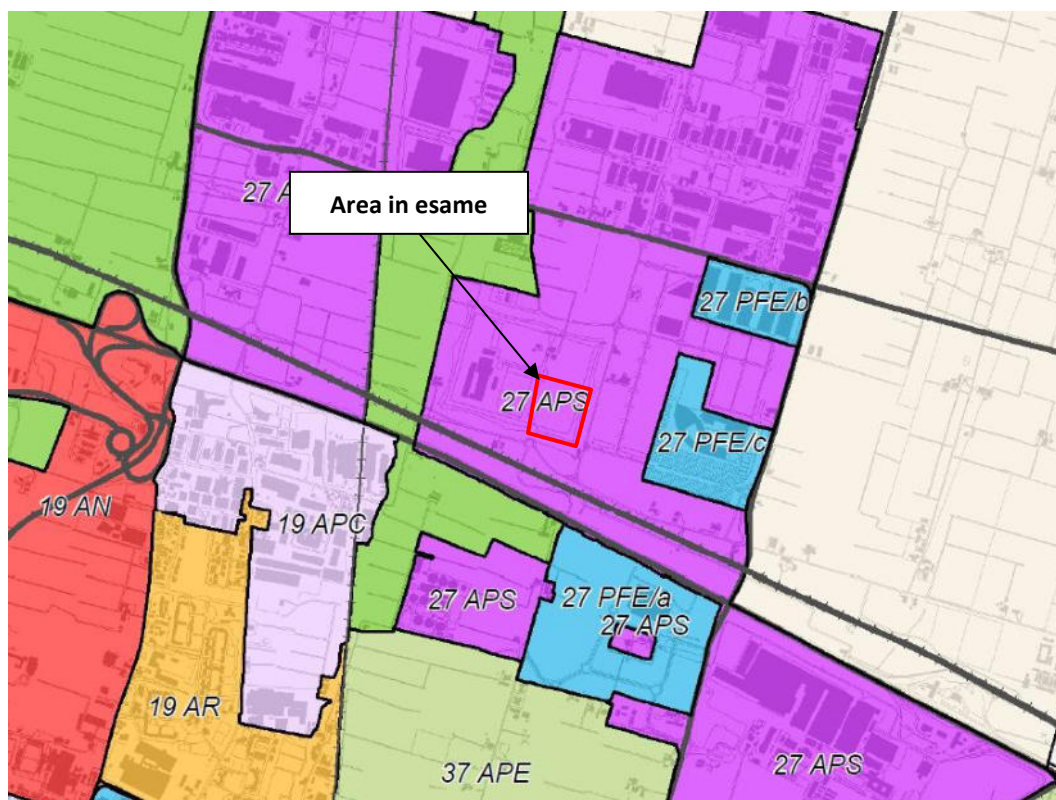 27 A
Area in esame
27 PFE/b
27 APS
27 PFE/c
19 AN
19 APC
27 APS
27 PFE/a
27 APS
19 AR
37 APE
27 APS